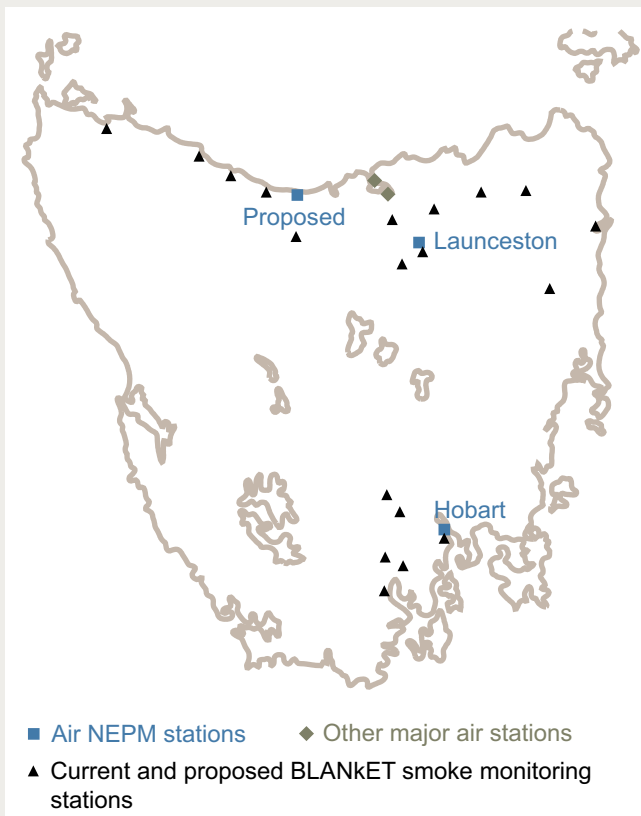 Proposed
Launceston
Hobart
Air NEPM stations
Other major air stations
Current and proposed BLANkET smoke monitoring
stations